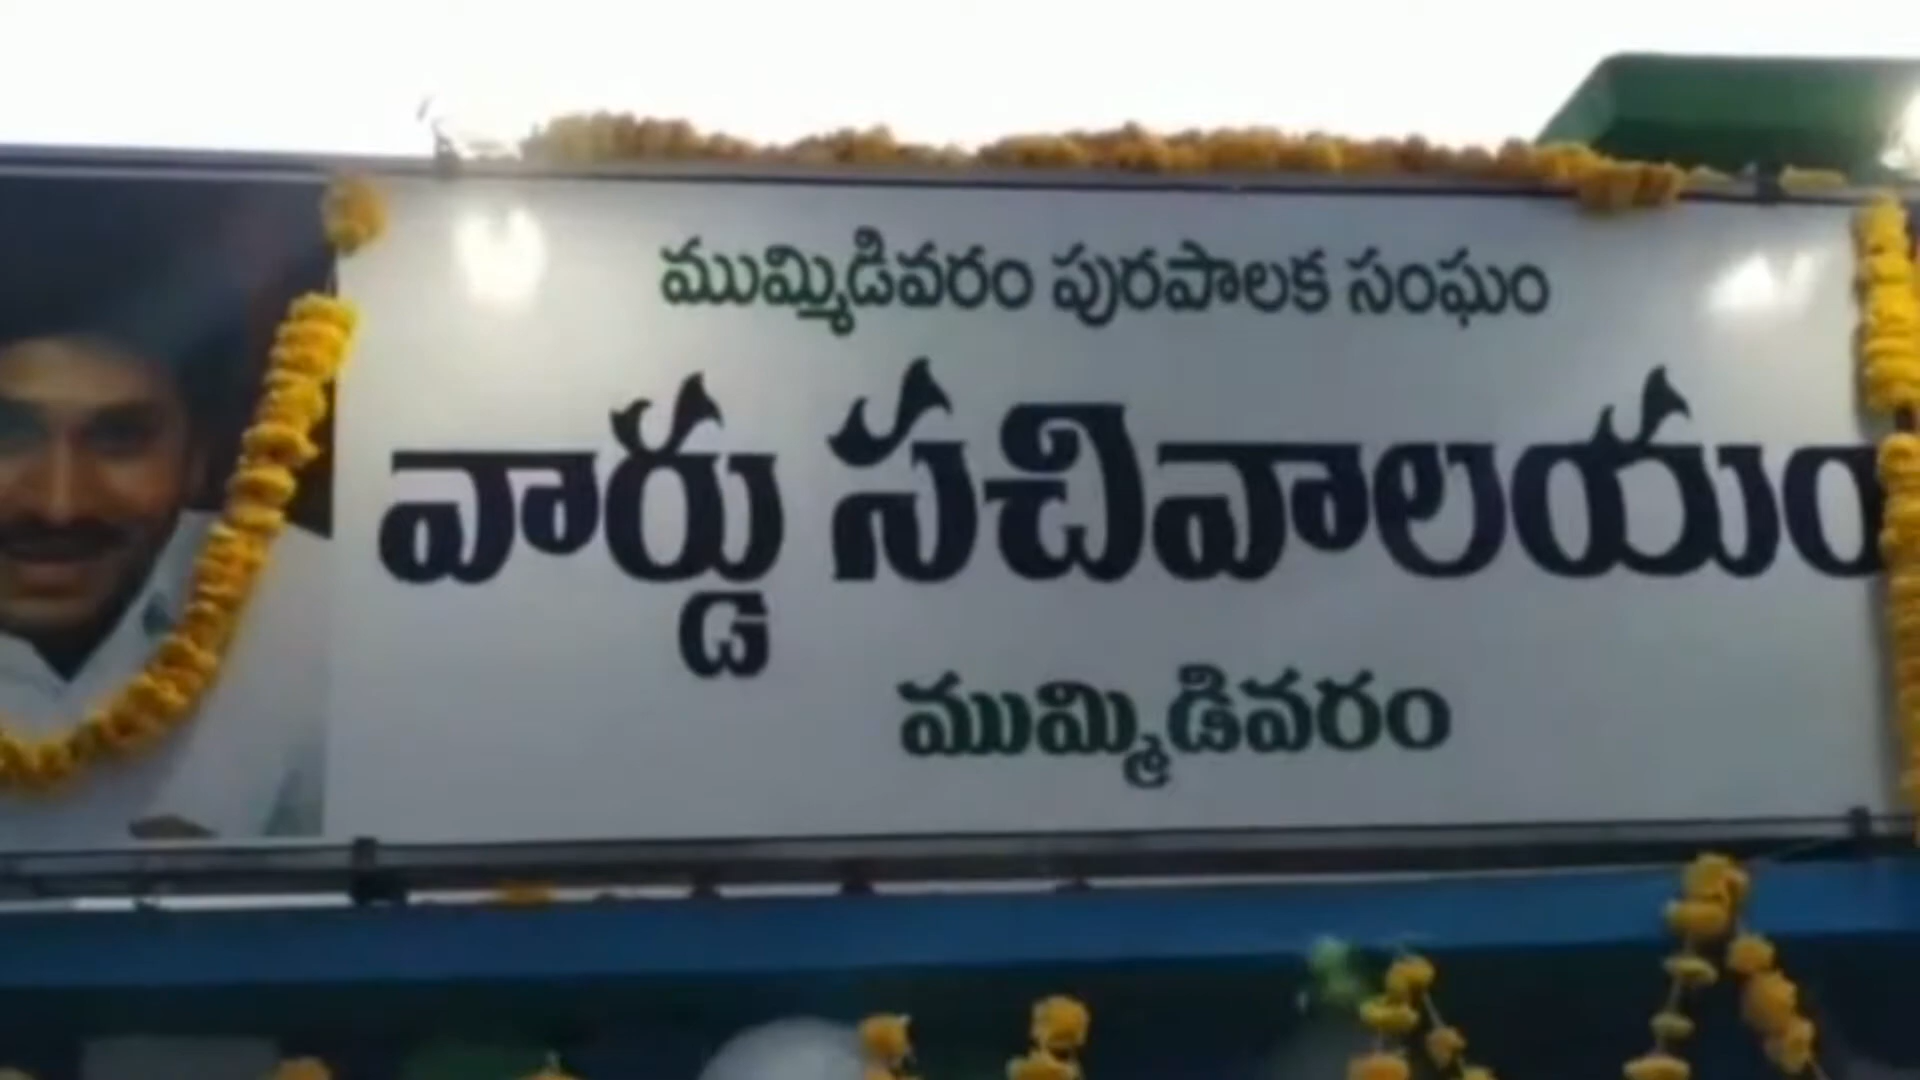 ముమ్మిడివరం పురపాలక సంఘం
వార్డు సచివాలయం
ముమ్మిడివరం